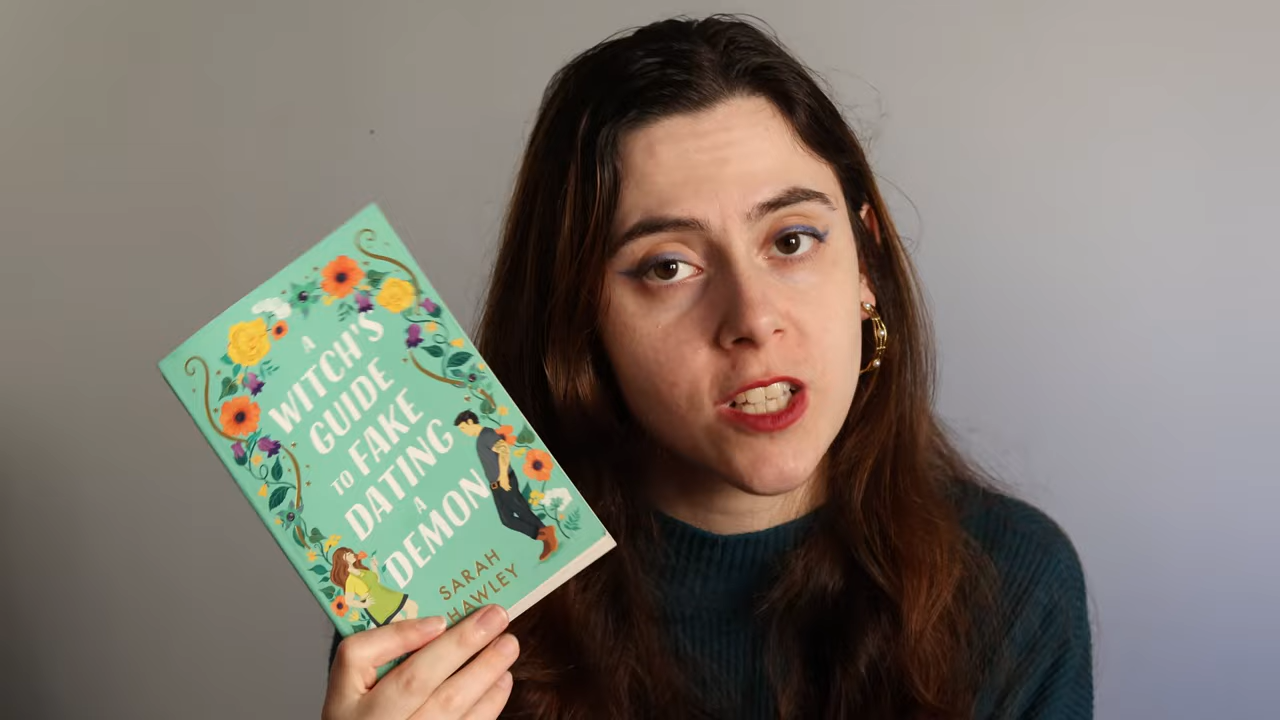 A
WITCH'S
GUIDE
TO FAKE
DATING
A
DEMON
SARAH
HAWLEY